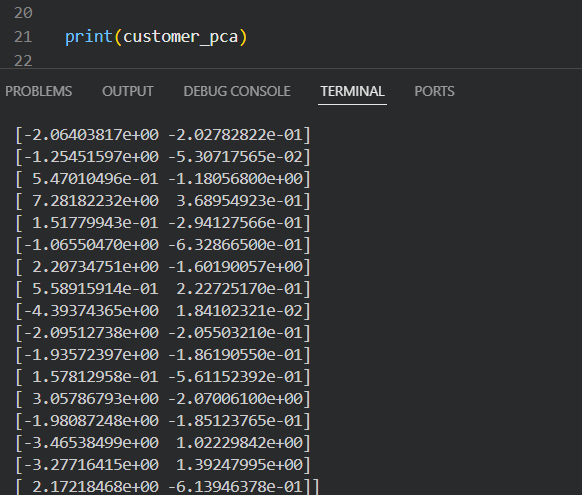 20
21 print(customer_pca)
22
PROBLEMS OUTPUT DEBUG CONSOLE TERMINAL PORTS
[-2.06403817e+00 -2.02782822e-01]
[-1.25451597e+00 -5.30717565e-02]
[ 5.47010496e-01 -1.18056800e+00]
[ 7.28182232e+00  3.68954923e-01]
[ 1.51779943e-01 -2.94127566e-01]
[-1.06550470e+00 -6.32866500e-01]
[ 2.20734751e+00 -1.60190057e+00]
[ 5.58915914e-01  2.22725170e-01]
[-4.39374365e+00  1.84102321e-02]
[-2.09512738e+00 -2.05503210e-01]
[-1.93572397e+00 -1.86190550e-01]
[ 1.57812958e-01 -5.61152392e-01]
[ 3.05786793e+00 -2.07006100e+00]
[-1.98087248e+00 -1.85123765e-01]
[-3.46538499e+00  1.02229842e+00]
[-3.27716415e+00  1.39247995e+00]
[ 2.17218468e+00 -6.13946378e-01]]